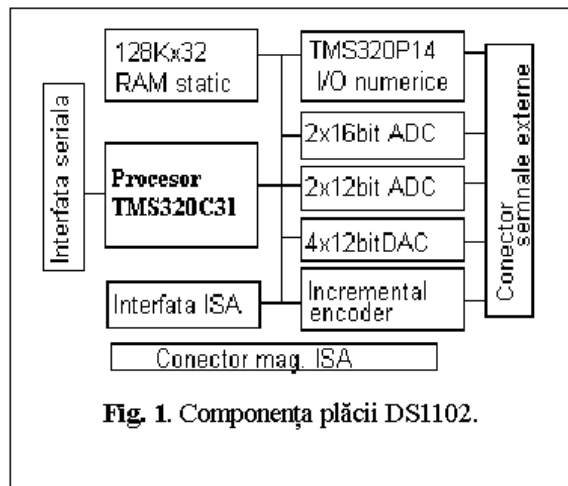 128Kx32
RAM static
TMS320P14
I/O numerice
2x16bit ADC
Interfata seriala
Procesor
TMS320C31
2x12bit ADC
Conector
semnale externe
4x12bitDAC
Interfata ISA
Incremental
encoder
Conector mag. ISA
Fig. 1. Componența plăcii DS1102.